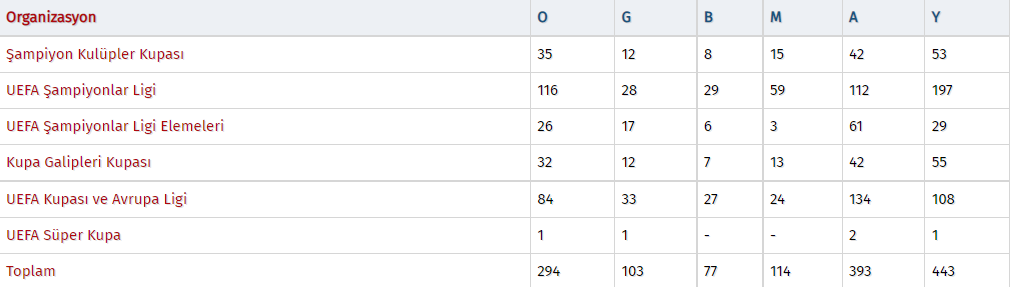 Organizasyon O G B M A Y
Şampiyon Kulüpler Kupası 35 12 8 15 42 53
UEFA Şampiyonlar Ligi 116 28 29 59 112 197
UEFA Şampiyonlar Ligi Elemeleri 26 17 6 3 61 29
Kupa Galipleri Kupası 32 12 7 13 42 55
UEFA Kupası ve Avrupa Ligi 84 33 27 24 134 108
UEFA Süper Kupa 1 1 - - 2 1
Toplam 294 103 77 114 393 443